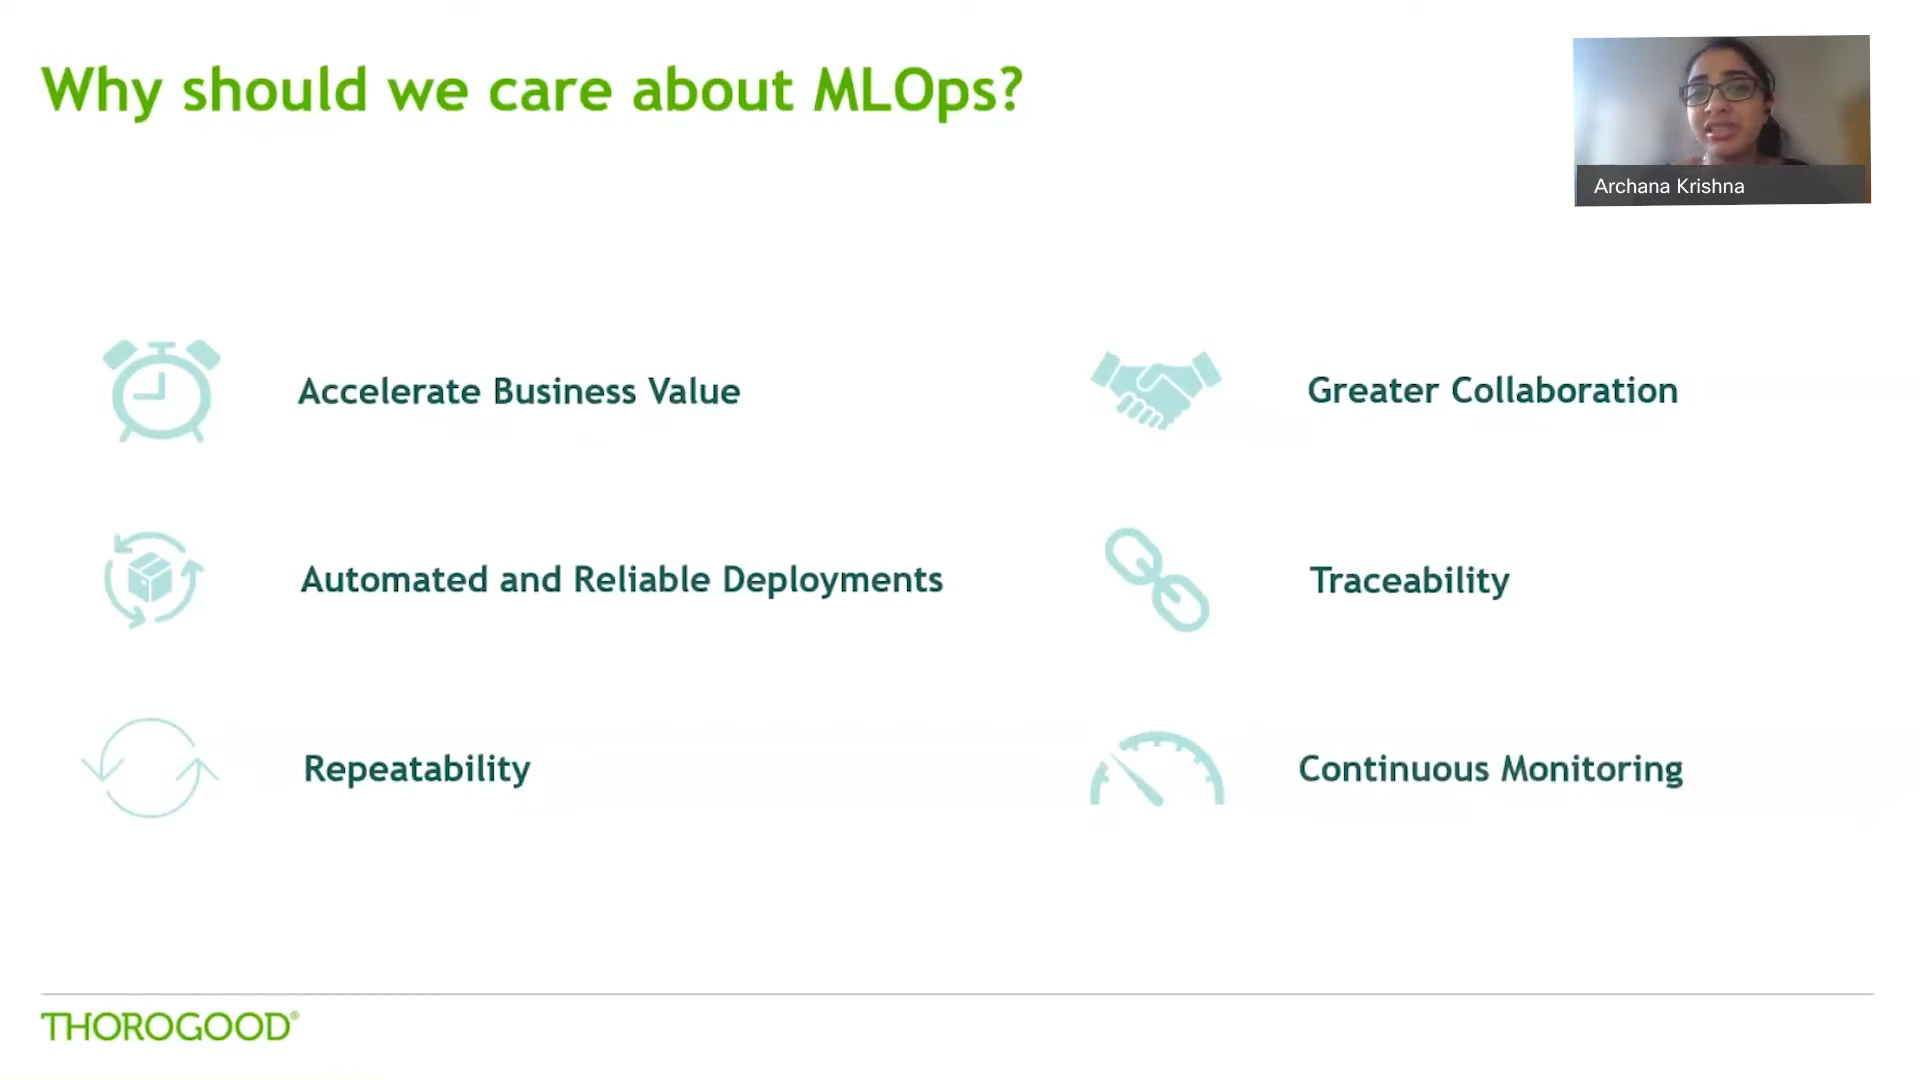 Why should we care about MLOps?
Archana Krishna
Accelerate Business Value
Greater Collaboration
Automated and Reliable Deployments
Traceability
Repeatability
Continuous Monitoring
THOROGOOD®